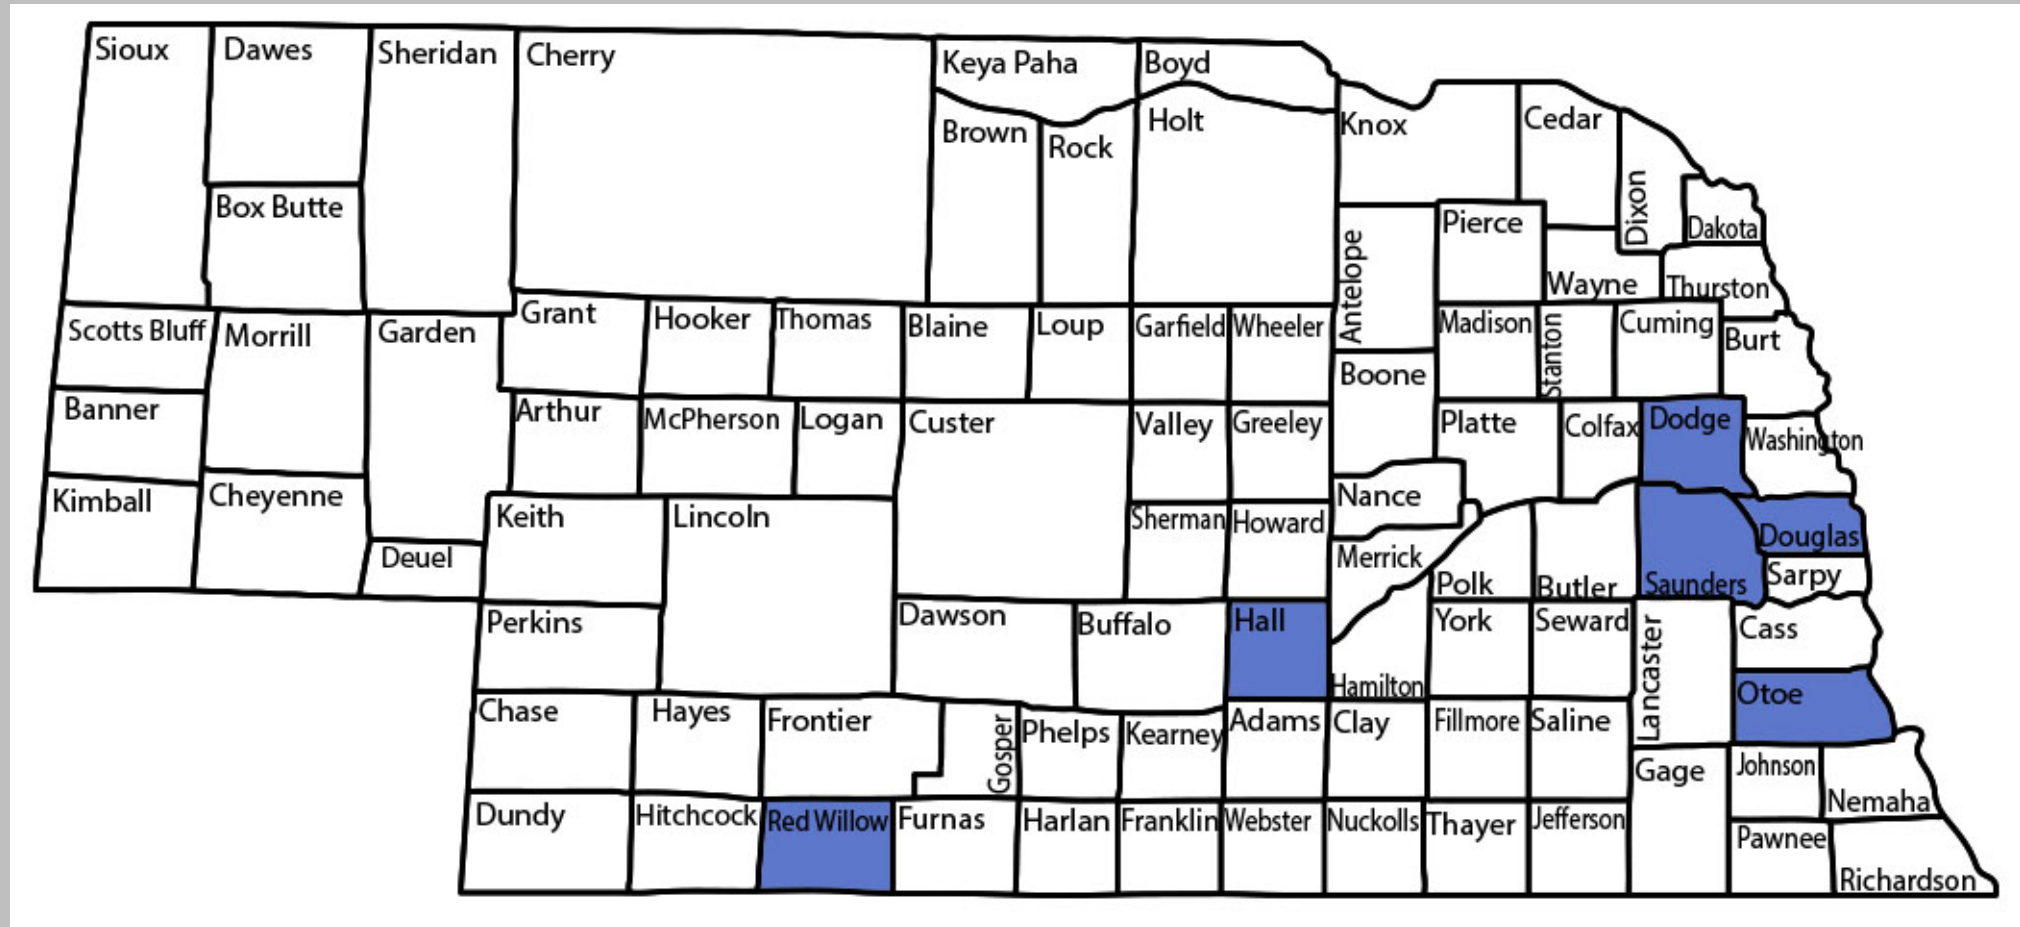 Sioux
Dawes
Sheridan
Cherry
Keya Paha
Boyd
Knox
Cedar
Dixon
Dakota
Box Butte
Brown
Rock
Holt
Antelope
Pierce
Wayne
Thurston
Scotts Bluff
Morrill
Garden
Grant
Hooker
Thomas
Blaine
Loup
Garfield
Wheeler
Madison
Stanton
Cuming
Burt
Boone
Banner
Arthur
McPherson
Logan
Custer
Valley
Greeley
Platte
Colfax
Dodge
Washington
Kimball
Cheyenne
Deuel
Keith
Lincoln
Sherman
Howard
Nance
Merrick
Polk
Butler
Saunders
Douglas
Sarpy
Perkins
Dawson
Buffalo
Hall
Hamilton
York
Seward
Lancaster
Cass
Otoe
Chase
Hayes
Frontier
Gosper
Phelps
Kearney
Adams
Clay
Fillmore
Saline
Gage
Johnson
Nemaha
Dundy
Hitchcock
Red Willow
Furnas
Harlan
Franklin
Webster
Nuckolls
Thayer
Jefferson
Pawnee
Richardson